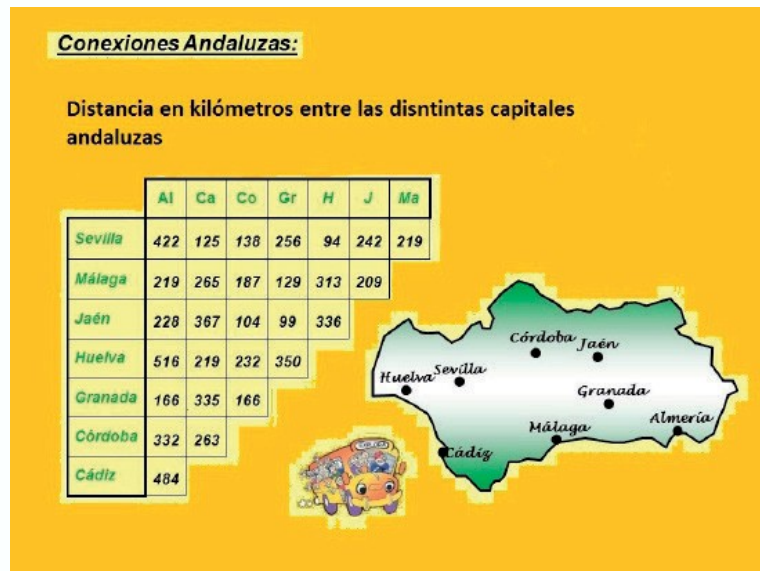 Conexiones Andaluzas:
Distancia en kilómetros entre las disntintas capitales
andaluzas
Al Ca Co Gr H J Ma
Sevilla 422 125 138 256 94 242 219
Málaga 219 265 187 129 313 209
Jaén 228 367 104 99 336
Huelva 516 219 232 350
Granada 166 335 166
Córdoba 332 263
Cádiz 484
Córdoba Jaén
Huelva Sevilla
Granada
Málaga Almería
Cádiz